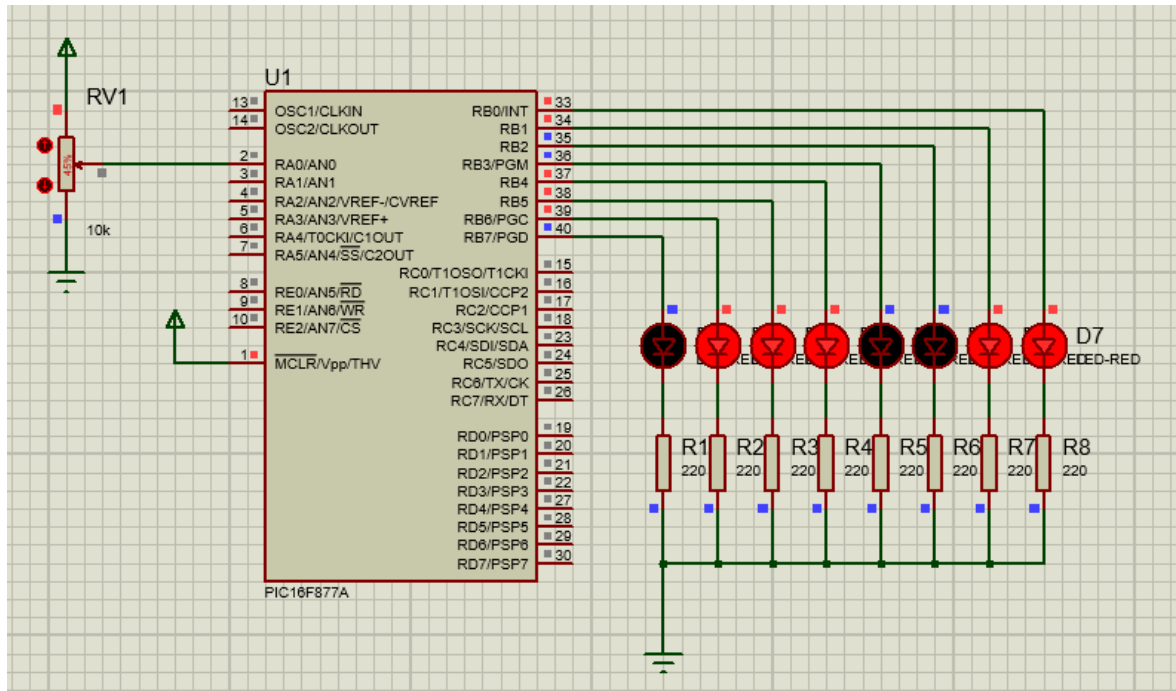 RV1
45%
10k
U1
13 OSC1/CLKIN
14 OSC2/CLKOUT
2 RA0/AN0
3 RA1/AN1
4 RA2/AN2/VREF-/CVREF
5 RA3/AN3/VREF+
6 RA4/T0CKI/C1OUT
7 RA5/AN4/SS/C2OUT
8 RE0/AN5/RD
9 RE1/AN6/WR
10 RE2/AN7/CS
1 MCLR/Vpp/THV
RB0/INT 33
RB1 34
RB2 35
RB3/PGM 36
RB4 37
RB5 38
RB6/PGC 39
RB7/PGD 40
RC0/T1OSO/T1CKI 15
RC1/T1OSI/CCP2 16
RC2/CCP1 17
RC3/SCK/SCL 18
RC4/SDI/SDA 23
RC5/SDO 24
RC6/TX/CK 25
RC7/RX/DT 26
RD0/PSP0 19
RD1/PSP1 20
RD2/PSP2 21
RD3/PSP3 22
RD4/PSP4 27
RD5/PSP5 28
RD6/PSP6 29
RD7/PSP7 30
PIC16F877A
D7
R1 R2 R3 R4 R5 R6 R7 R8
220 220 220 220 220 220 220 220